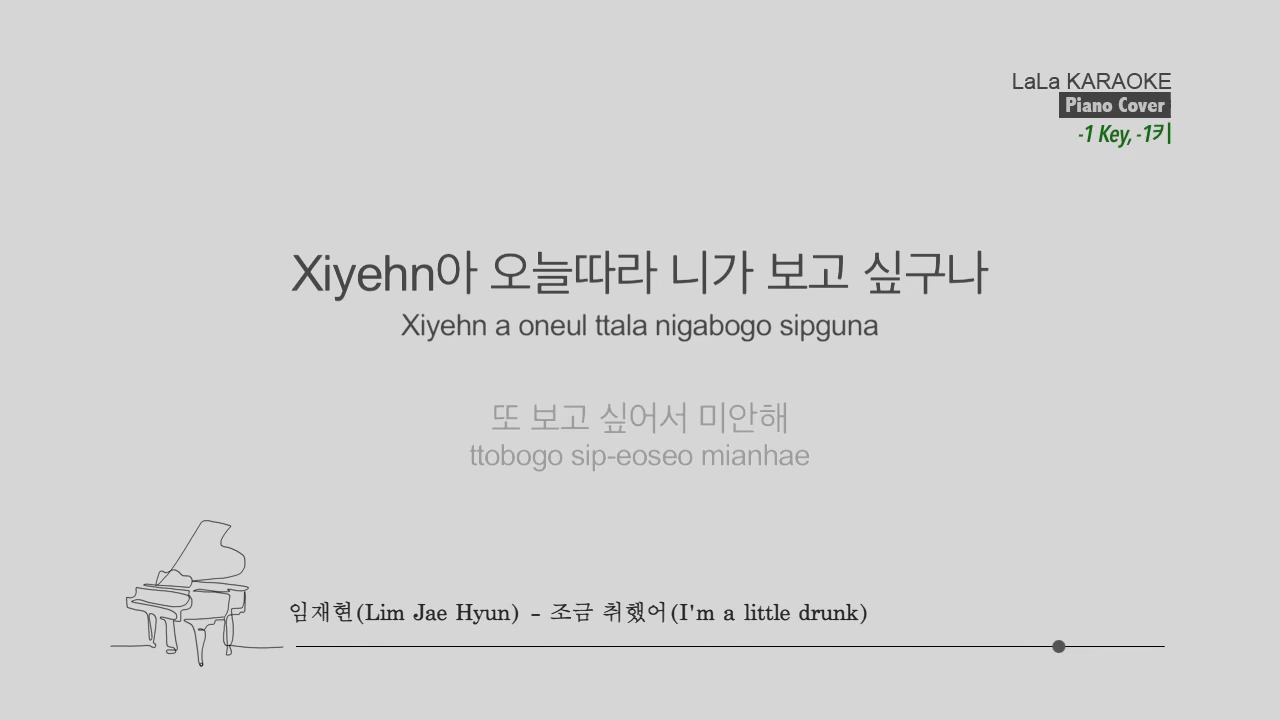 LaLa KARAOKE
Piano Cover
-1 Key, -1키
Xiyehn아 오늘따라 니가 보고 싶구나
Xiyehn a oneul ttala nigabogo sipguna
또 보고 싶어서 미안해
ttobogo sip-eoseo mianhae
임재현(Lim Jae Hyun) - 조금 취했어(I'm a little drunk)